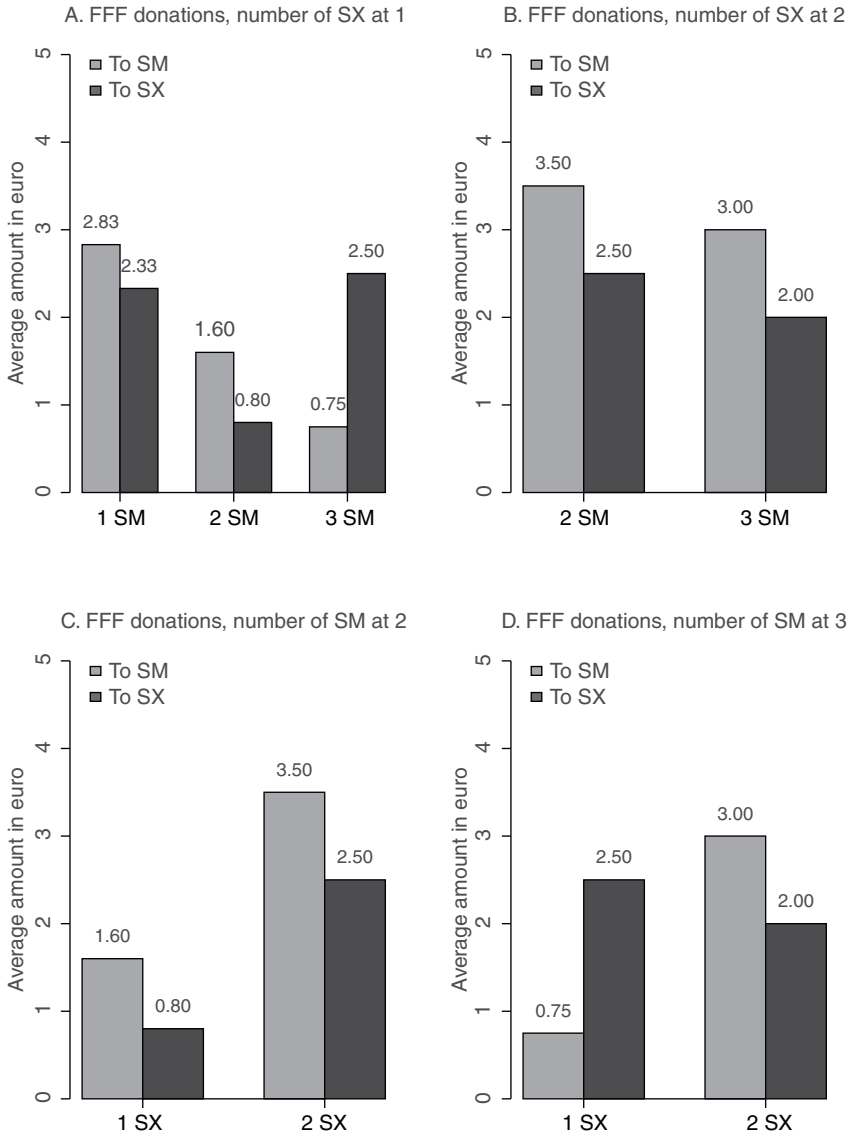 A. FFF donations, number of SX at 1
To SM
To SX
Average amount in euro
5
4
3
2
1
0
2.83
2.33
1.60
0.80
0.75
2.50
1 SM
2 SM
3 SM
B. FFF donations, number of SX at 2
To SM
To SX
Average amount in euro
5
4
3
2
1
0
3.50
2.50
3.00
2.00
2 SM
3 SM
C. FFF donations, number of SM at 2
To SM
To SX
Average amount in euro
5
4
3
2
1
0
1.60
0.80
3.50
2.50
1 SX
2 SX
D. FFF donations, number of SM at 3
To SM
To SX
Average amount in euro
5
4
3
2
1
0
0.75
2.50
3.00
2.00
1 SX
2 SX